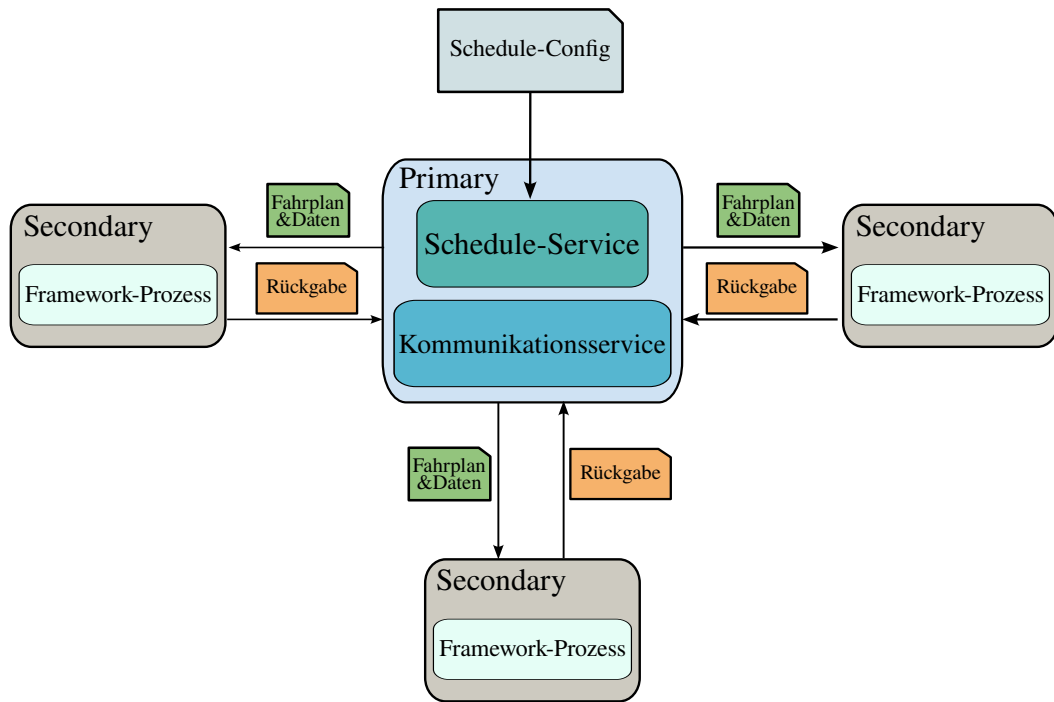 Schedule-Config
Primary
Schedule-Service
Kommunikationsservice
Secondary
Framework-Prozess
Fahrplan
&Daten
Rückgabe
Fahrplan
&Daten
Rückgabe
Secondary
Framework-Prozess
Fahrplan
&Daten
Rückgabe
Secondary
Framework-Prozess